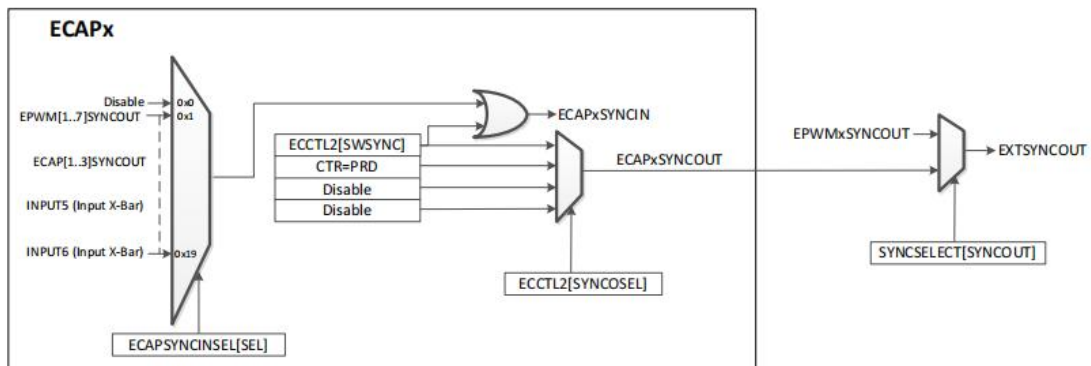 ECAPx
Disable
0x0
EPWM[1..7]SYNCOUT
0x1
ECAP[1..3]SYNCOUT
INPUT5 (Input X-Bar)
INPUT6 (Input X-Bar)
0x19
ECAPSYNCINSEL[SEL]
ECAPxSYNCIN
ECCTL2[SWSYNC]
CTR=PRD
Disable
Disable
ECAPxSYNCOUT
ECCTL2[SYNCOSEL]
EPWMxSYNCOUT
EXTSYNCOUT
SYNCSELECT[SYNCOUT]